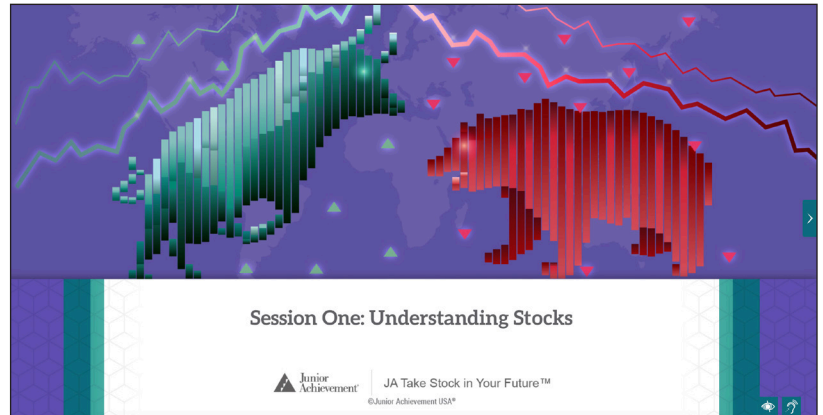 Session One: Understanding Stocks
Junior
Achievement®
JA Take Stock in Your Future™
©Junior Achievement USA®